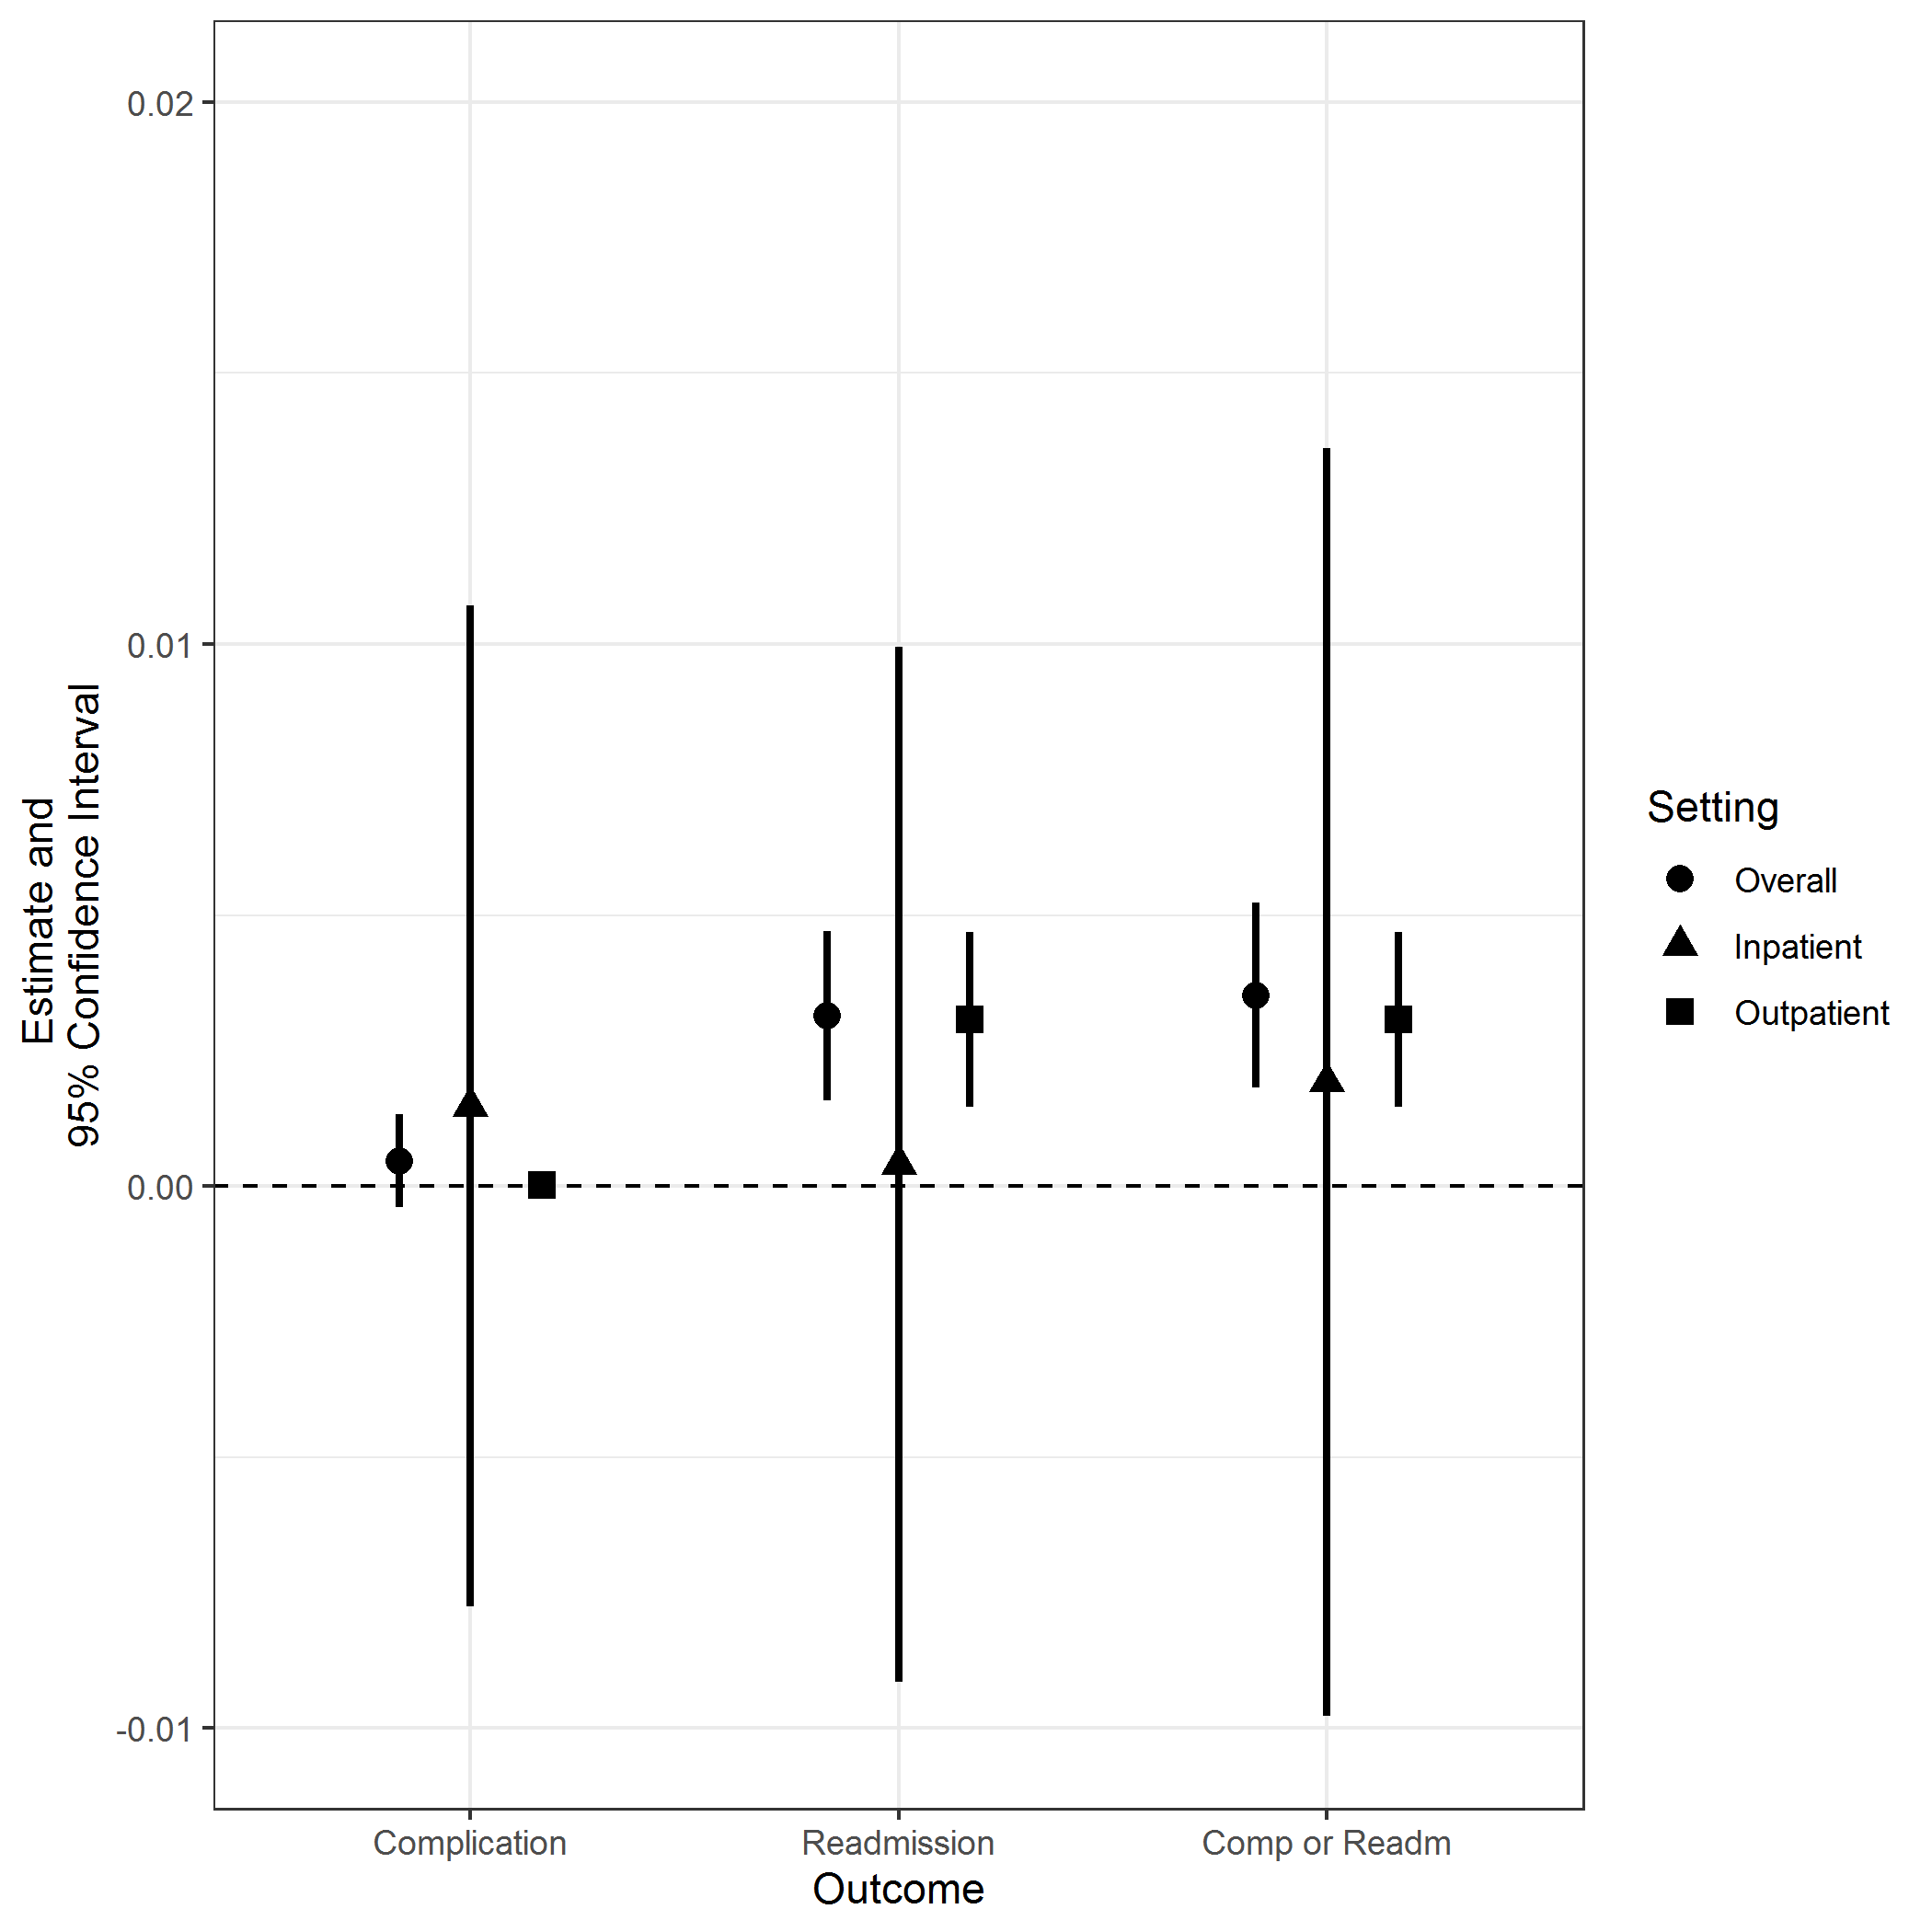 Estimate and
95% Confidence Interval
0.02
0.01
0.00
-0.01
Complication
Readmission
Comp or Readm
Outcome
Setting
Overall
Inpatient
Outpatient